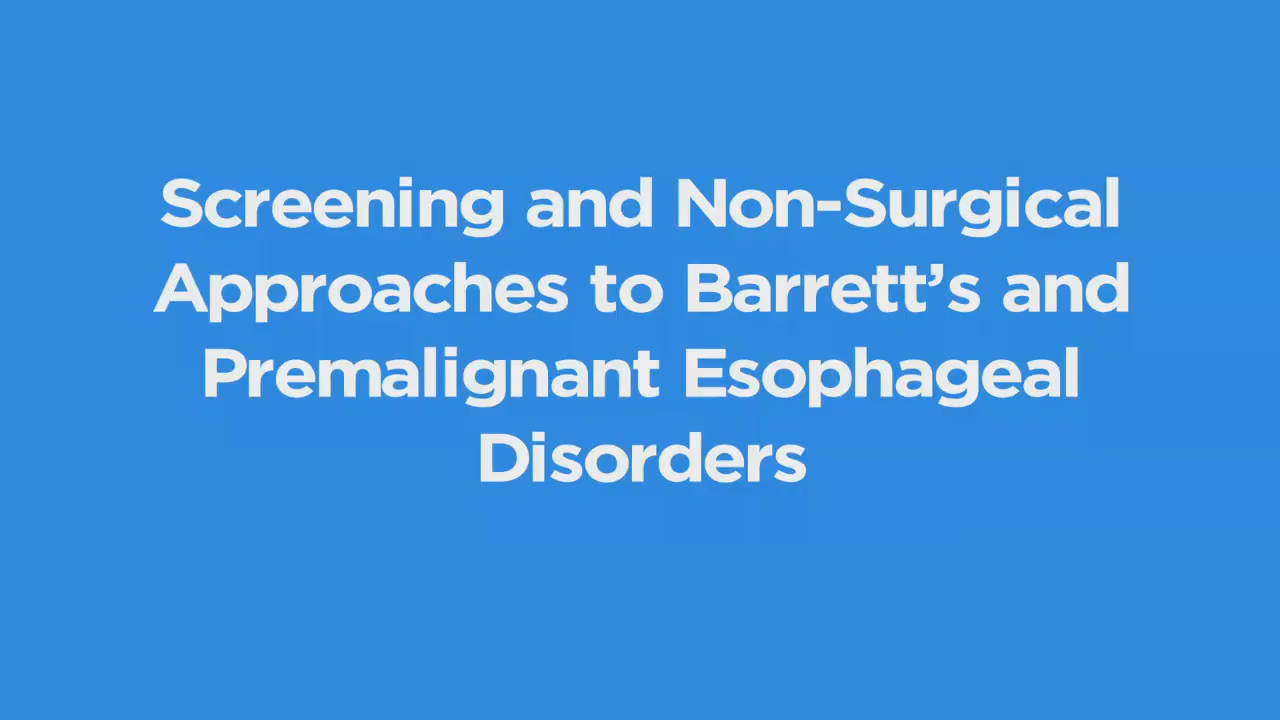 Screening and Non-Surgical
Approaches to Barrett’s and
Premalignant Esophageal
Disorders